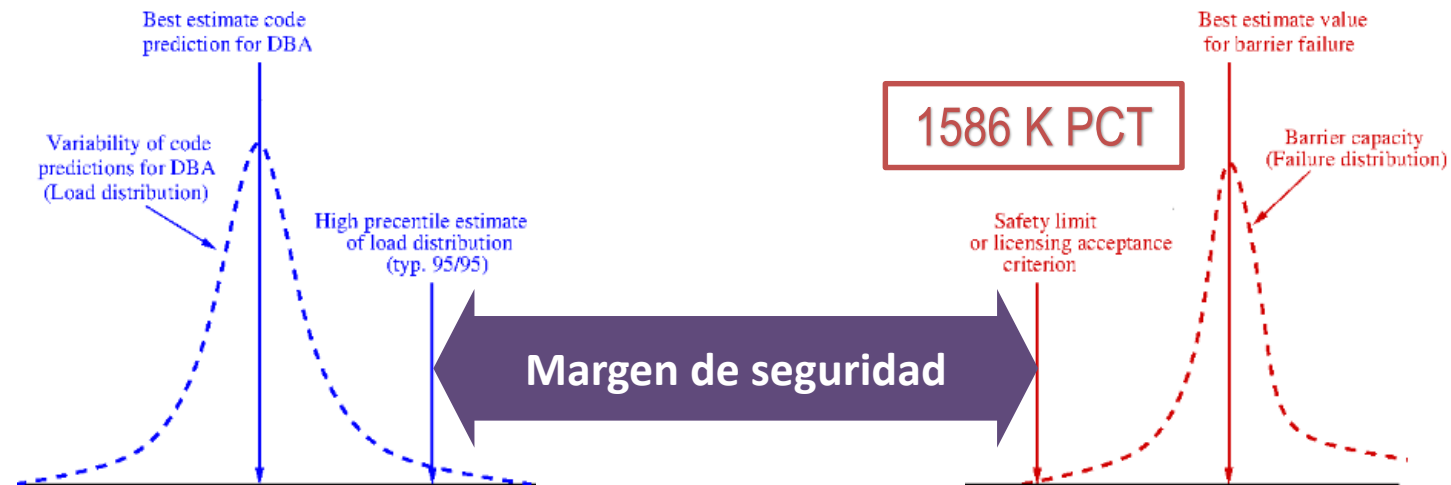 Best estimate code
prediction for DBA
Variability of code
predictions for DBA
(Load distribution)
High precentile estimate
of load distribution
(typ. 95/95)
Margen de seguridad
1586 K PCT
Safety limit
or licensing acceptance
criterion
Best estimate value
for barrier failure
Barrier capacity
(Failure distribution)